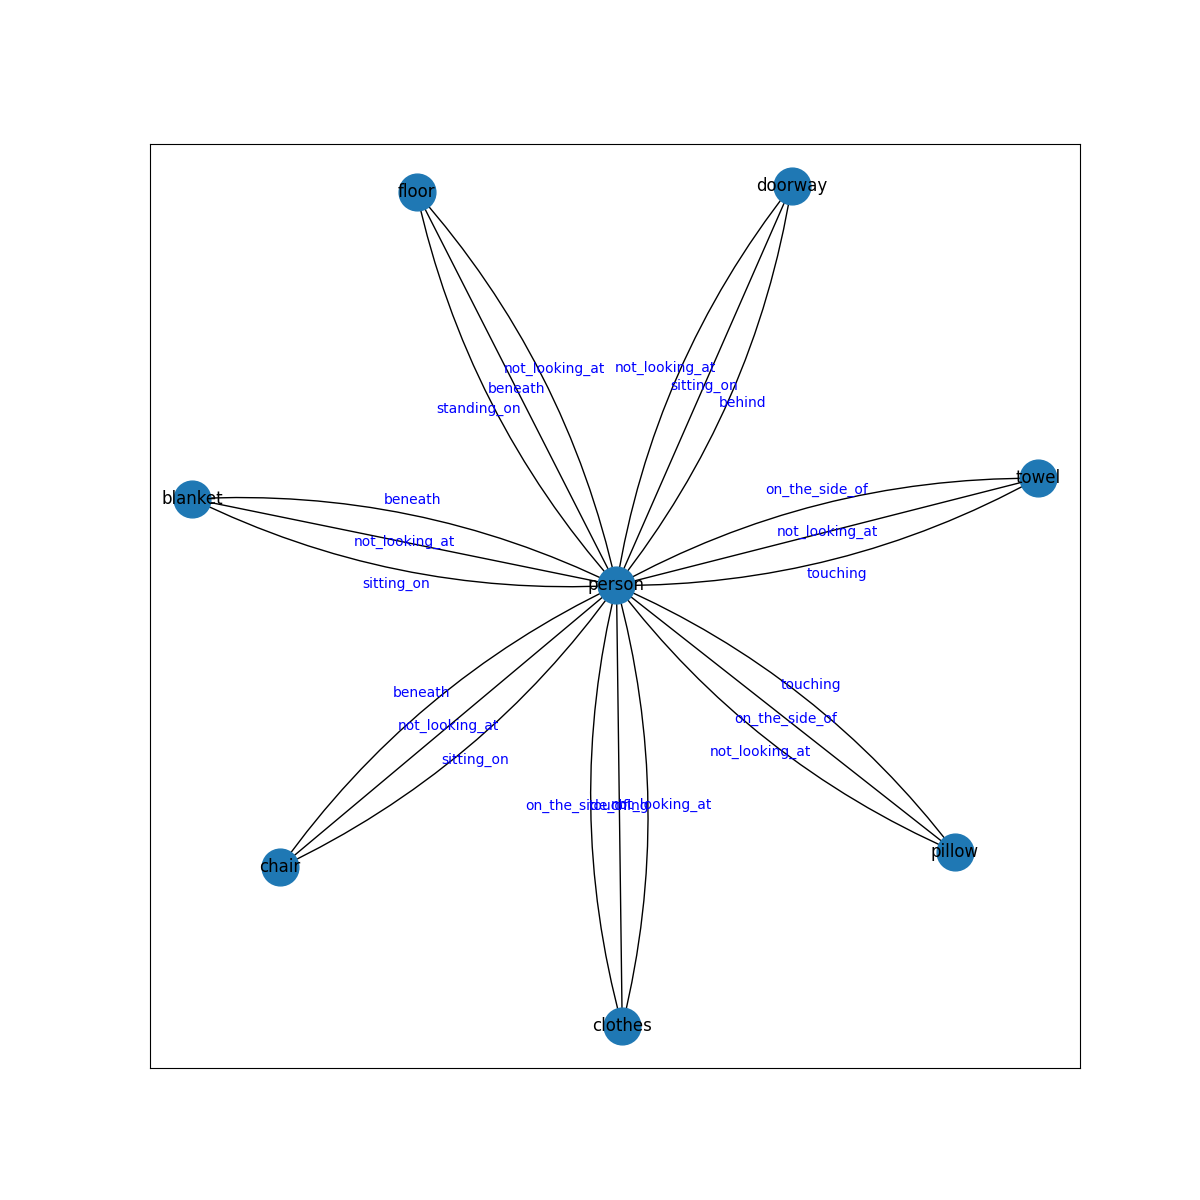 floor
doorway
not_looking_at
not_looking_at
sitting_on
beneath
behind
standing_on
towel
on_the_side_of
blanket
beneath
not_looking_at
not_looking_at
touching
sitting_on
person
touching
beneath
on_the_side_of
not_looking_at
not_looking_at
sitting_on
on_the_side_of
touching
not_looking_at
pillow
chair
clothes